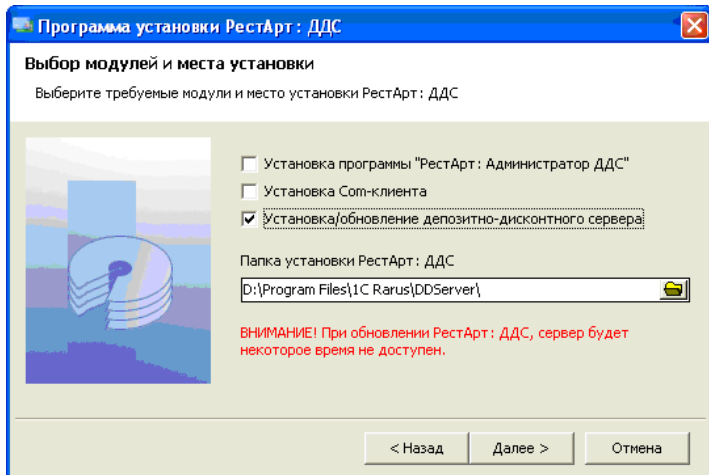 Программа установки РестАрт: ДДС
Выбор модулей и места установки
Выберите требуемые модули и место установки РестАрт: ДДС
Установка программы "РестАрт: Администратор ДДС"
Установка Com-клиента
Установка/обновление депозитно-дисконтного сервера
Папка установки РестАрт: ДДС
D:\Program Files\1C Rarus\DDServer\
ВНИМАНИЕ! При обновлении РестАрт: ДДС, сервер будет
некоторое время не доступен.
< Назад
Далее >
Отмена